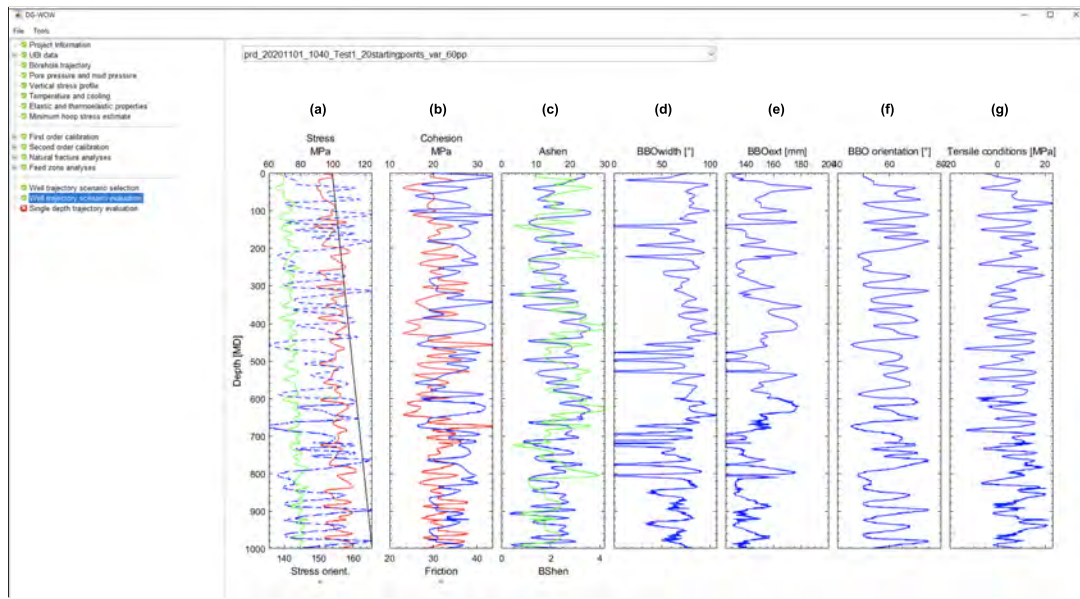 DG-WOW
File Tools
Project Information
UBI data
Borehole trajectory
Pore pressure and mud pressure
Vertical stress profile
Temperature and cooling
Elastic and thermoelastic properties
Minimum hoop stress estimate
First order calibration
Second order calibration
Natural fracture analyses
Feed zone analyses
Well trajectory scenario selection
Well trajectory scenario evaluation
Single depth trajectory evaluation
prd_20201101_1040_Test1_20startingpoints_var_60pp
(a) (b) (c) (d) (e) (f) (g)
Stress Cohesion
MPa MPa Ashen BBOwidth [°] BBOext [mm] BBO orientation [°] Tensile conditions [MPa]
60 80 100 120 10 20 30 40 0 10 20 0 50 100 140 160 180 200 40 60 80 0 20
0
100
200
300
400
500
600
700
800
900
1000
Depth [MD]
140 150 160 20 30 40 0 2 4
Stress orient. Friction BShen